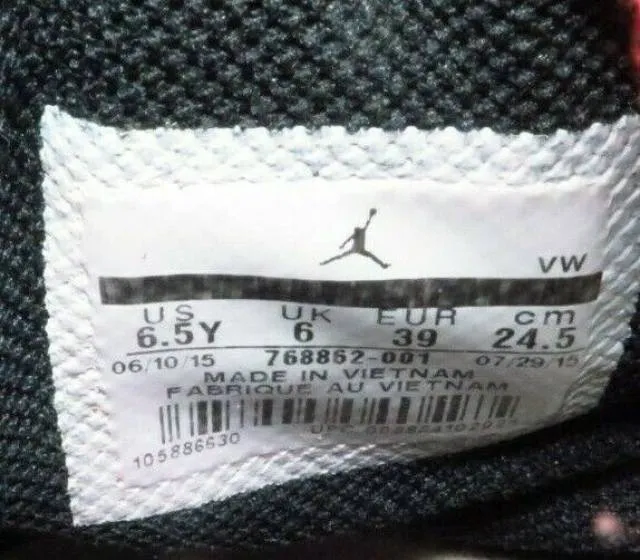 VW
US UK EUR cm
6.5Y 6 39 24.5
06/10/15 768862-001 07/29/15
MADE IN VIETNAM
FABRIQUE AU VIETNAM
105886630